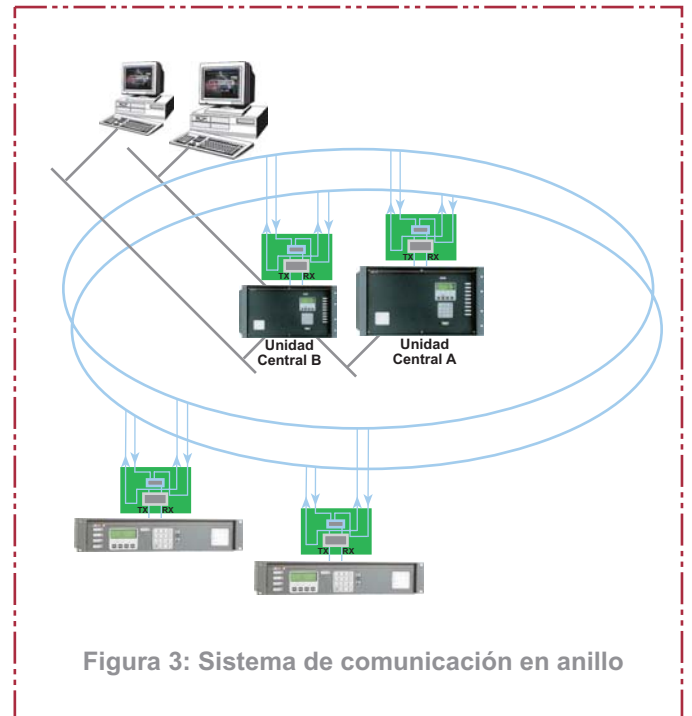 TX RX
TX RX
Unidad
Central B
Unidad
Central A
TX RX
TX RX
Figura 3: Sistema de comunicación en anillo